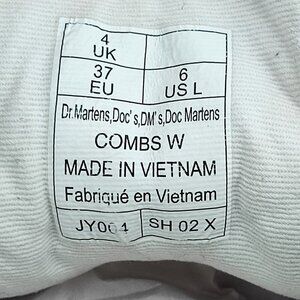 4
UK
37 6
EU US L
Dr.Martens,Doc's,DM's,Doc Martens
COMBS W
MADE IN VIETNAM
Fabriqué en Vietnam
JY004 SH 02 X